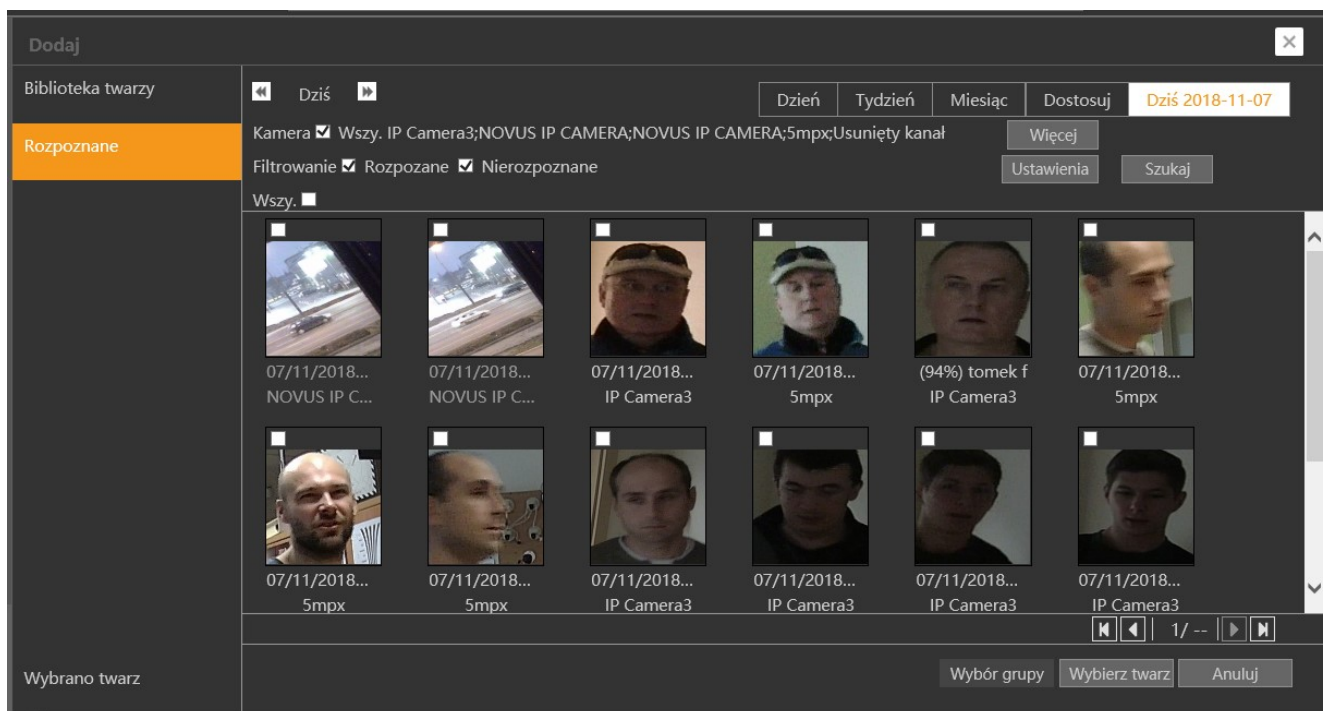 Dodaj
Biblioteka twarzy
Rozpoznane
Wybrano twarz
Dziś
Dzień Tydzień Miesiąc Dostosuj Dziś 2018-11-07
Kamera Wszy. IP Camera3;NOVUS IP CAMERA;NOVUS IP CAMERA;5mpx;Usunięty kanał Więcej
Filtrowanie Rozpozane Nierozpoznane Ustawienia Szukaj
Wszy.
07/11/2018... 07/11/2018... 07/11/2018... 07/11/2018... (94%) tomek f 07/11/2018...
NOVUS IP C... NOVUS IP C... IP Camera3 5mpx IP Camera3 5mpx
07/11/2018... 07/11/2018... 07/11/2018... 07/11/2018... 07/11/2018... 07/11/2018...
5mpx 5mpx IP Camera3 IP Camera3 IP Camera3 IP Camera3
1/ --
Wybór grupy Wybierz twarz Anuluj